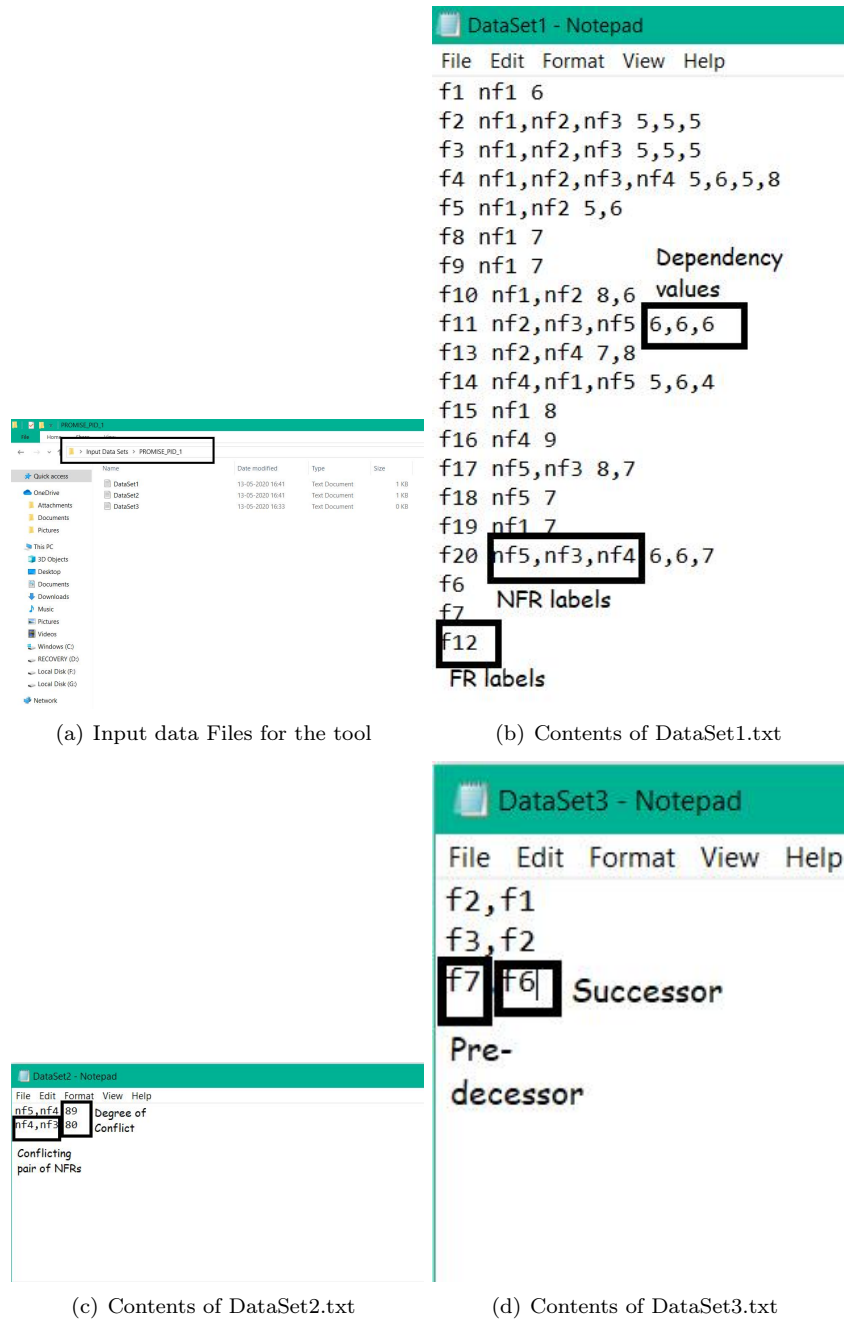 PROMISE_PID_1
File Home Share View
Input Data Sets > PROMISE_PID_1
Name Date modified Type Size
DataSet1 13-05-2020 16:41 Text Document 1 KB
DataSet2 13-05-2020 16:41 Text Document 1 KB
DataSet3 13-05-2020 16:33 Text Document 0 KB
Quick access
OneDrive
Attachments
Documents
Pictures
This PC
3D Objects
Desktop
Documents
Downloads
Music
Pictures
Videos
Windows (C:)
RECOVERY (D:)
Local Disk (F:)
Local Disk (G:)
Network
(a) Input data Files for the tool
DataSet1 - Notepad
File Edit Format View Help
f1 nf1 6
f2 nf1,nf2,nf3 5,5,5
f3 nf1,nf2,nf3 5,5,5
f4 nf1,nf2,nf3,nf4 5,6,5,8
f5 nf1,nf2 5,6
f8 nf1 7
f9 nf1 7
Dependency
values
f10 nf1,nf2 8,6
f11 nf2,nf3,nf5 6,6,6
f13 nf2,nf4 7,8
f14 nf4,nf1,nf5 5,6,4
f15 nf1 8
f16 nf4 9
f17 nf5,nf3 8,7
f18 nf5 7
f19 nf1 7
f20 nf5,nf3,nf4 6,6,7
f6
NFR labels
f7
f12
FR labels
(b) Contents of DataSet1.txt
DataSet2 - Notepad
File Edit Format View Help
nf5,nf4 89
nf4,nf3 80
Degree of
Conflict
Conflicting
pair of NFRs
(c) Contents of DataSet2.txt
DataSet3 - Notepad
File Edit Format View Help
f2,f1
f3,f2
f7,f6
Successor
Pre-
decessor
(d) Contents of DataSet3.txt